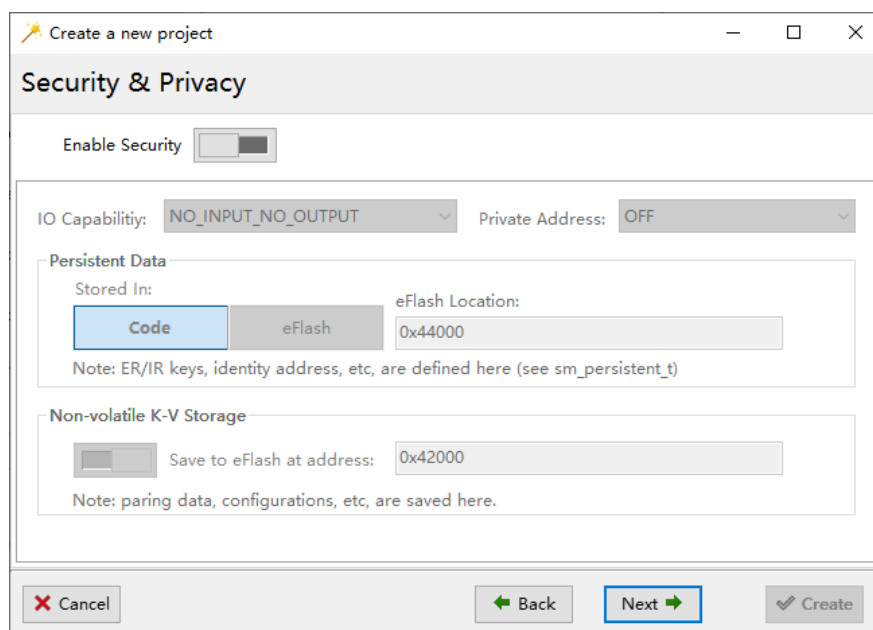 Create a new project
Security & Privacy
Enable Security
IO Capabilitiy: NO_INPUT_NO_OUTPUT Private Address: OFF
Persistent Data
Stored In:
eFlash Location:
Code eFlash 0x44000
Note: ER/IR keys, identity address, etc, are defined here (see sm_persistent_t)
Non-volatile K-V Storage
Save to eFlash at address: 0x42000
Note: paring data, configurations, etc, are saved here.
Cancel Back Next Create